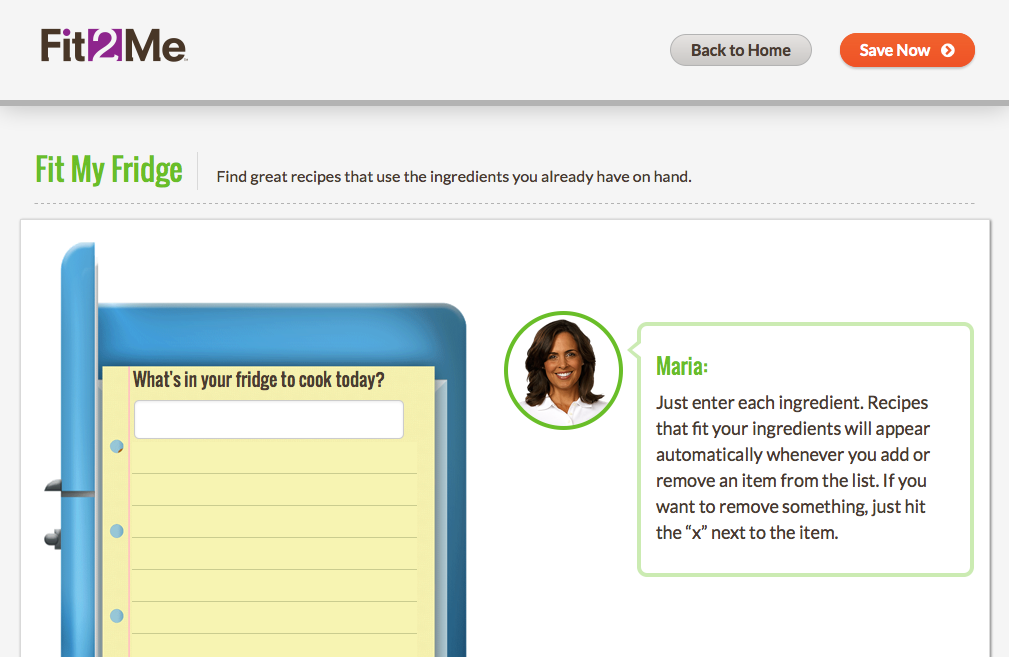 Fit2Me
Back to Home
Save Now
Fit My Fridge
Find great recipes that use the ingredients you already have on hand.
What's in your fridge to cook today?
Maria:
Just enter each ingredient. Recipes
that fit your ingredients will appear
automatically whenever you add or
remove an item from the list. If you
want to remove something, just hit
the “x” next to the item.